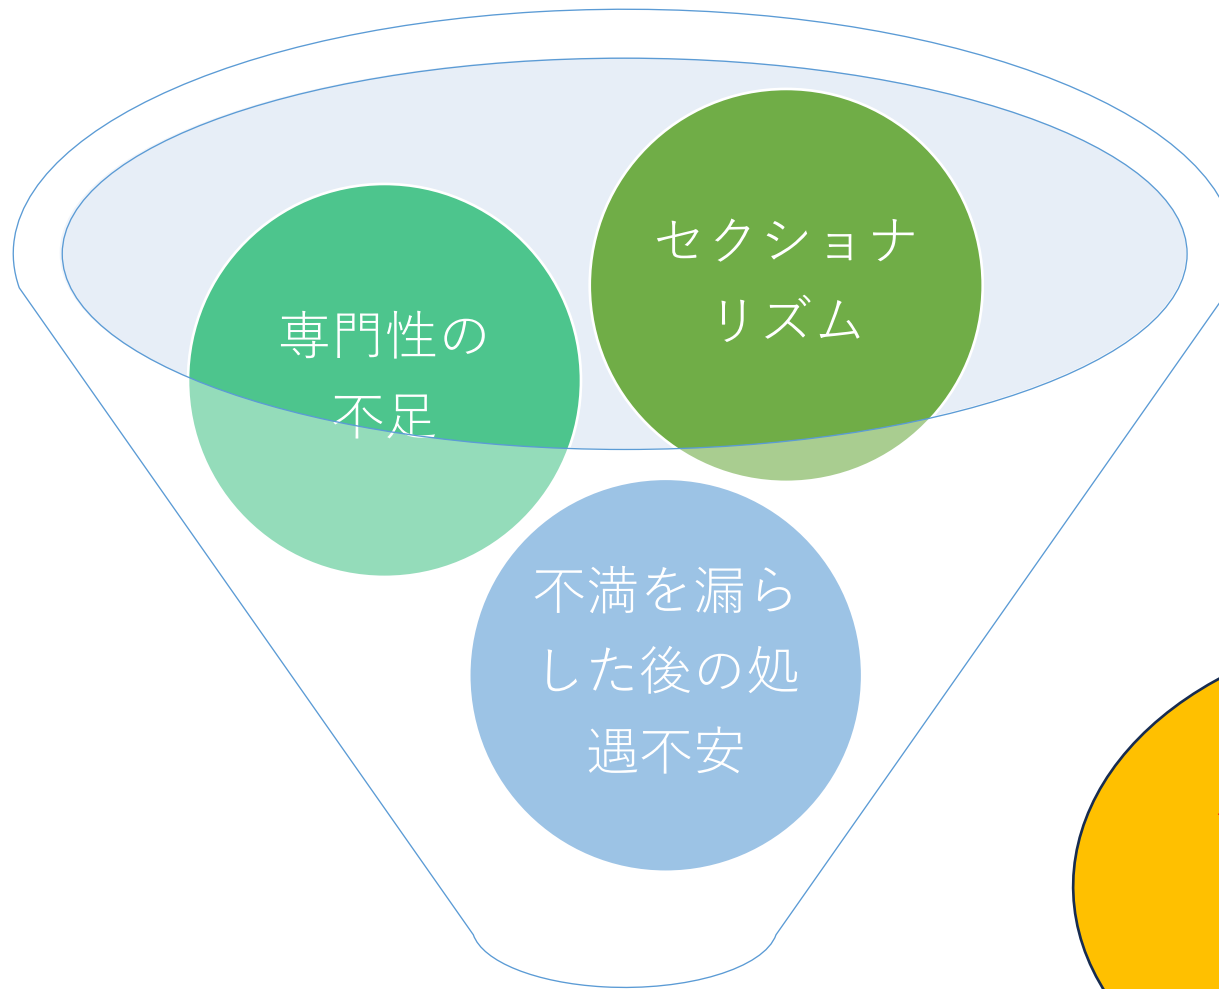 セクショナ
リズム
専門性の
不足
不満を漏ら
した後の処
遇不安